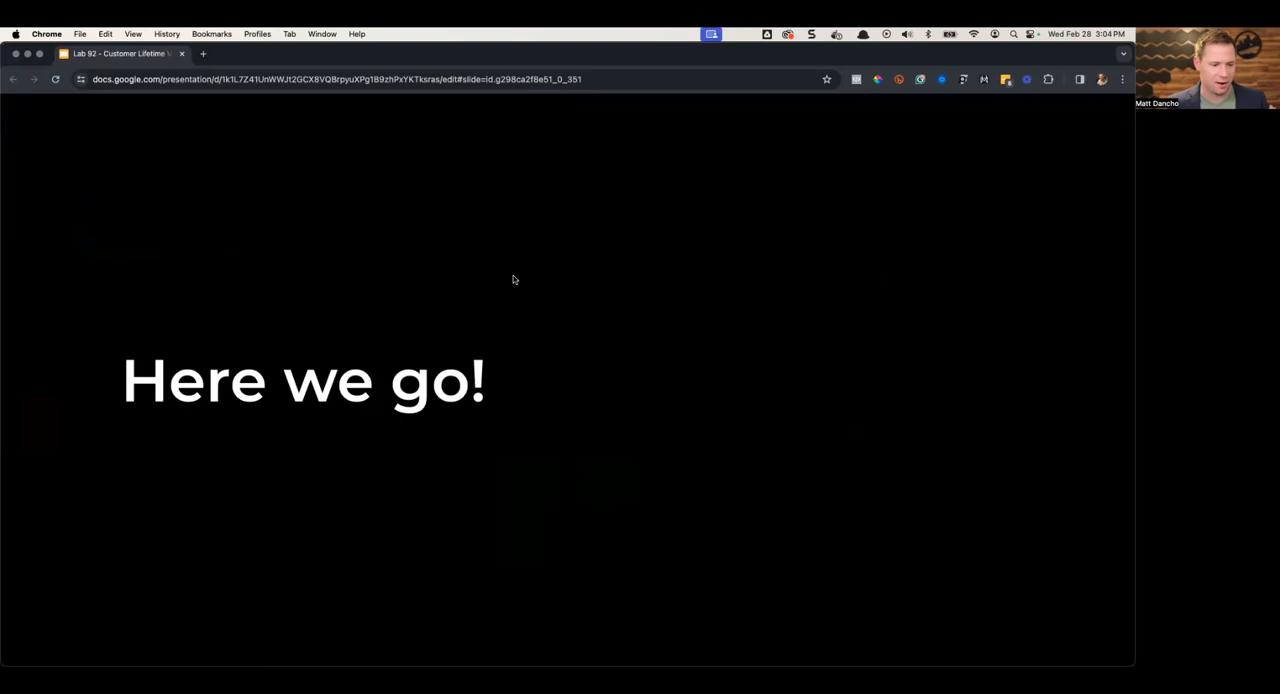 Chrome File Edit View History Bookmarks Profiles Tab Window Help Wed Feb 28 3:04 PM
Lab 92 - Customer Lifetime V
docs.google.com/presentation/d/1k1L7Z41UnWWJt2GCX8VQBrpyuXPg1B9zhPxYKTksras/edit#slide=id.g298ca2f8e51_0_351
Matt Dancho
Here we go!